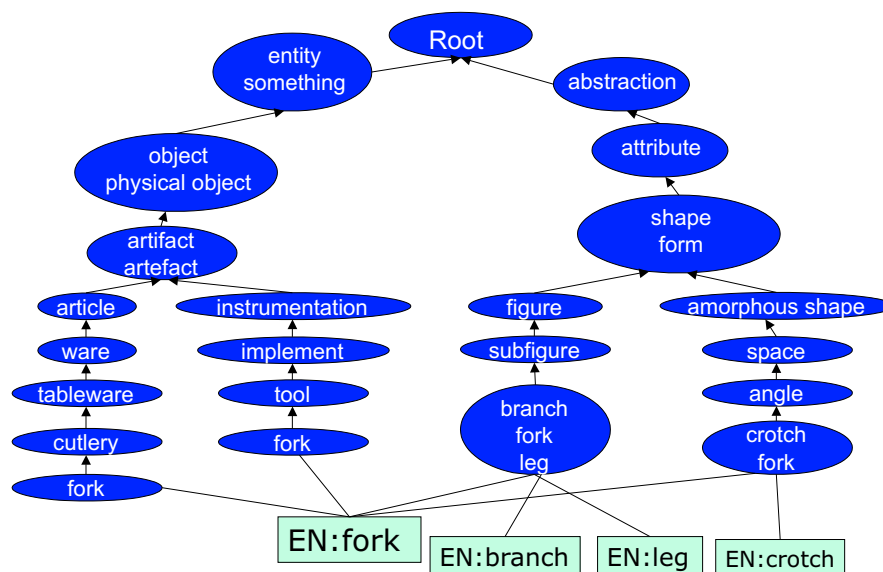 Root
entity
something
abstraction
attribute
object
physical object
shape
form
artifact
artefact
article
instrumentation
figure
amorphous shape
ware
implement
subfigure
space
tableware
tool
angle
branch
fork
leg
cutlery
fork
crotch
fork
fork
EN:fork
EN:branch
EN:leg
EN:crotch